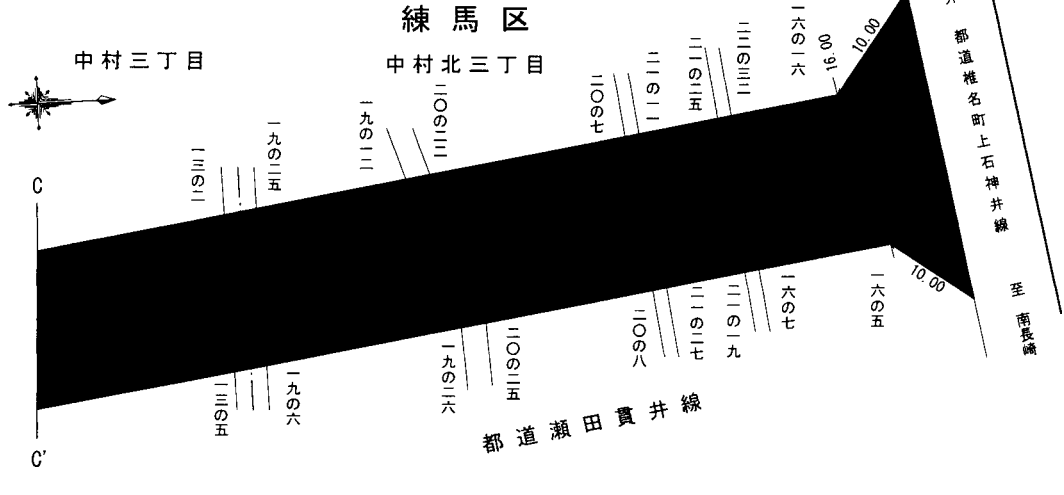 練馬区
中村三丁目
中村北三丁目
一三の二
一九の二五
一九の一二
二〇の二二
二〇の七
二一の一一
二一の二五
二二の三二
一六の一六
16.00
10.00
都道椎名町上石神井線
C
C'
一三の五
一九の六
一九の二六
二〇の二五
二〇の八
二一の二七
二一の一九
一六の七
一六の五
10.00
至南長崎
都道瀬田貫井線